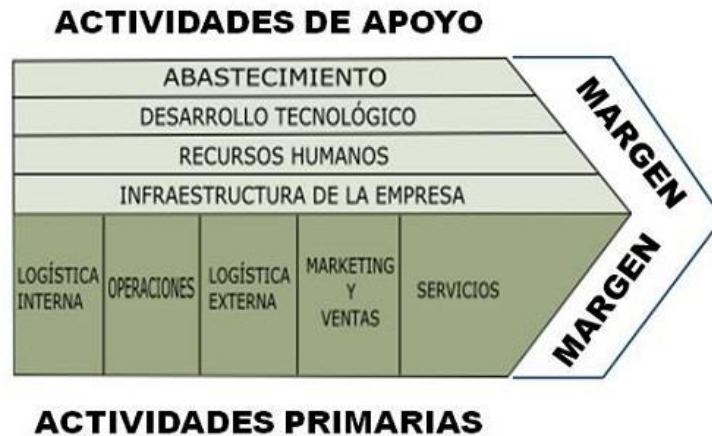 ACTIVIDADES DE APOYO
ABASTECIMIENTO
DESARROLLO TECNOLÓGICO
RECURSOS HUMANOS
INFRAESTRUCTURA DE LA EMPRESA
MARGEN
LOGÍSTICA
INTERNA
OPERACIONES
LOGÍSTICA
EXTERNA
MARKETING
Y
VENTAS
SERVICIOS
MARGEN
ACTIVIDADES PRIMARIAS